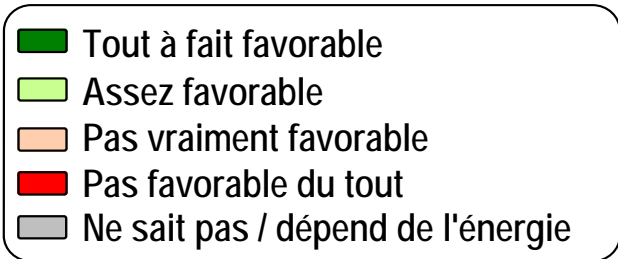 Tout à fait favorable
Assez favorable
Pas vraiment favorable
Pas favorable du tout
Ne sait pas / dépend de l'énergie